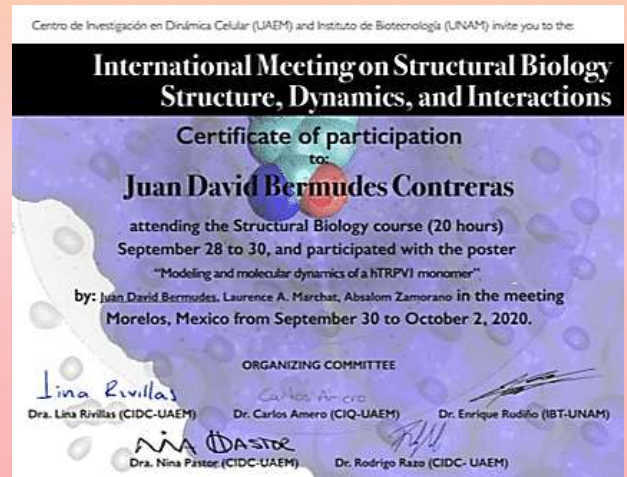 Centro de Investigación en Dinámica Celular (UAEM) and Instituto de Biotecnología (UNAM) invite you to the:
International Meeting on Structural Biology
Structure, Dynamics, and Interactions
Certificate of participation
to:
Juan David Bermudes Contreras
attending the Structural Biology course (20 hours)
September 28 to 30, and participated with the poster
“Modeling and molecular dynamics of a hTRPV1 monomer”.
by: Juan David Bermudes, Laurence A. Marchat, Absalom Zamorano in the meeting
Morelos, Mexico from September 30 to October 2, 2020.
ORGANIZING COMMITTEE
Lina Rivillas
Carlos Amero
Dra. Lina Rivillas (CIDC-UAEM) Dr. Carlos Amero (CIQ-UAEM) Dr. Enrique Rudiño (IBT-UNAM)
NINA PASTOR
Dra. Nina Pastor (CIDC-UAEM) Dr. Rodrigo Razo (CIDC- UAEM)